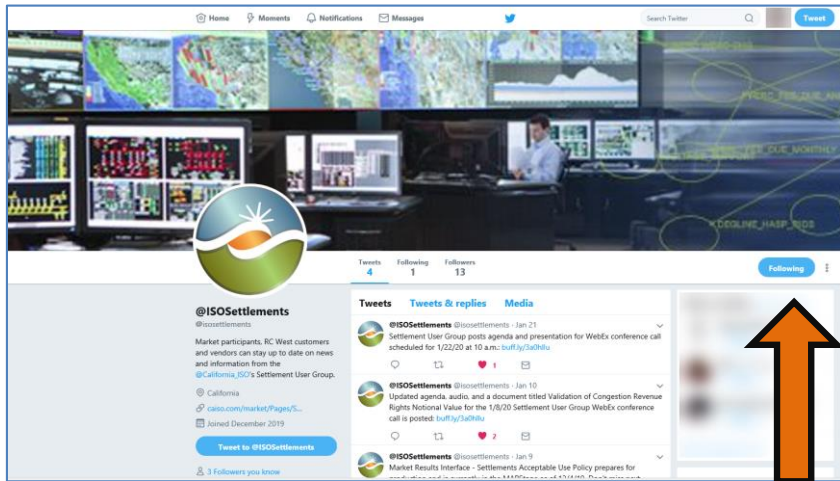 Home Moments Notifications Messages Search Twitter Tweet
DEGLINE_HASP_BIDS
Tweets Following Followers
4 1 13
Following
@ISOSettlements
@isosettlements
Market participants, RC West customers
and vendors can stay up to date on news
and information from the
@California_ISO's Settlement User Group.
California
caiso.com/market/Pages/S...
Joined December 2019
Tweet to @ISOSettlements
3 Followers you know
Tweets Tweets & replies Media
@ISOSettlements @isosettlements · Jan 21
Settlement User Group posts agenda and presentation for WebEx conference call
scheduled for 1/22/20 at 10 a.m.: buff.ly/3a0hllu
1
@ISOSettlements @isosettlements · Jan 10
Updated agenda, audio, and a document titled Validation of Congestion Revenue
Rights Notional Value for the 1/8/20 Settlement User Group WebEx conference
call is posted: buff.ly/3a0hllu
2
@ISOSettlements @isosettlements · Jan 9
Market Results Interface - Settlements Acceptable Use Policy prepares for